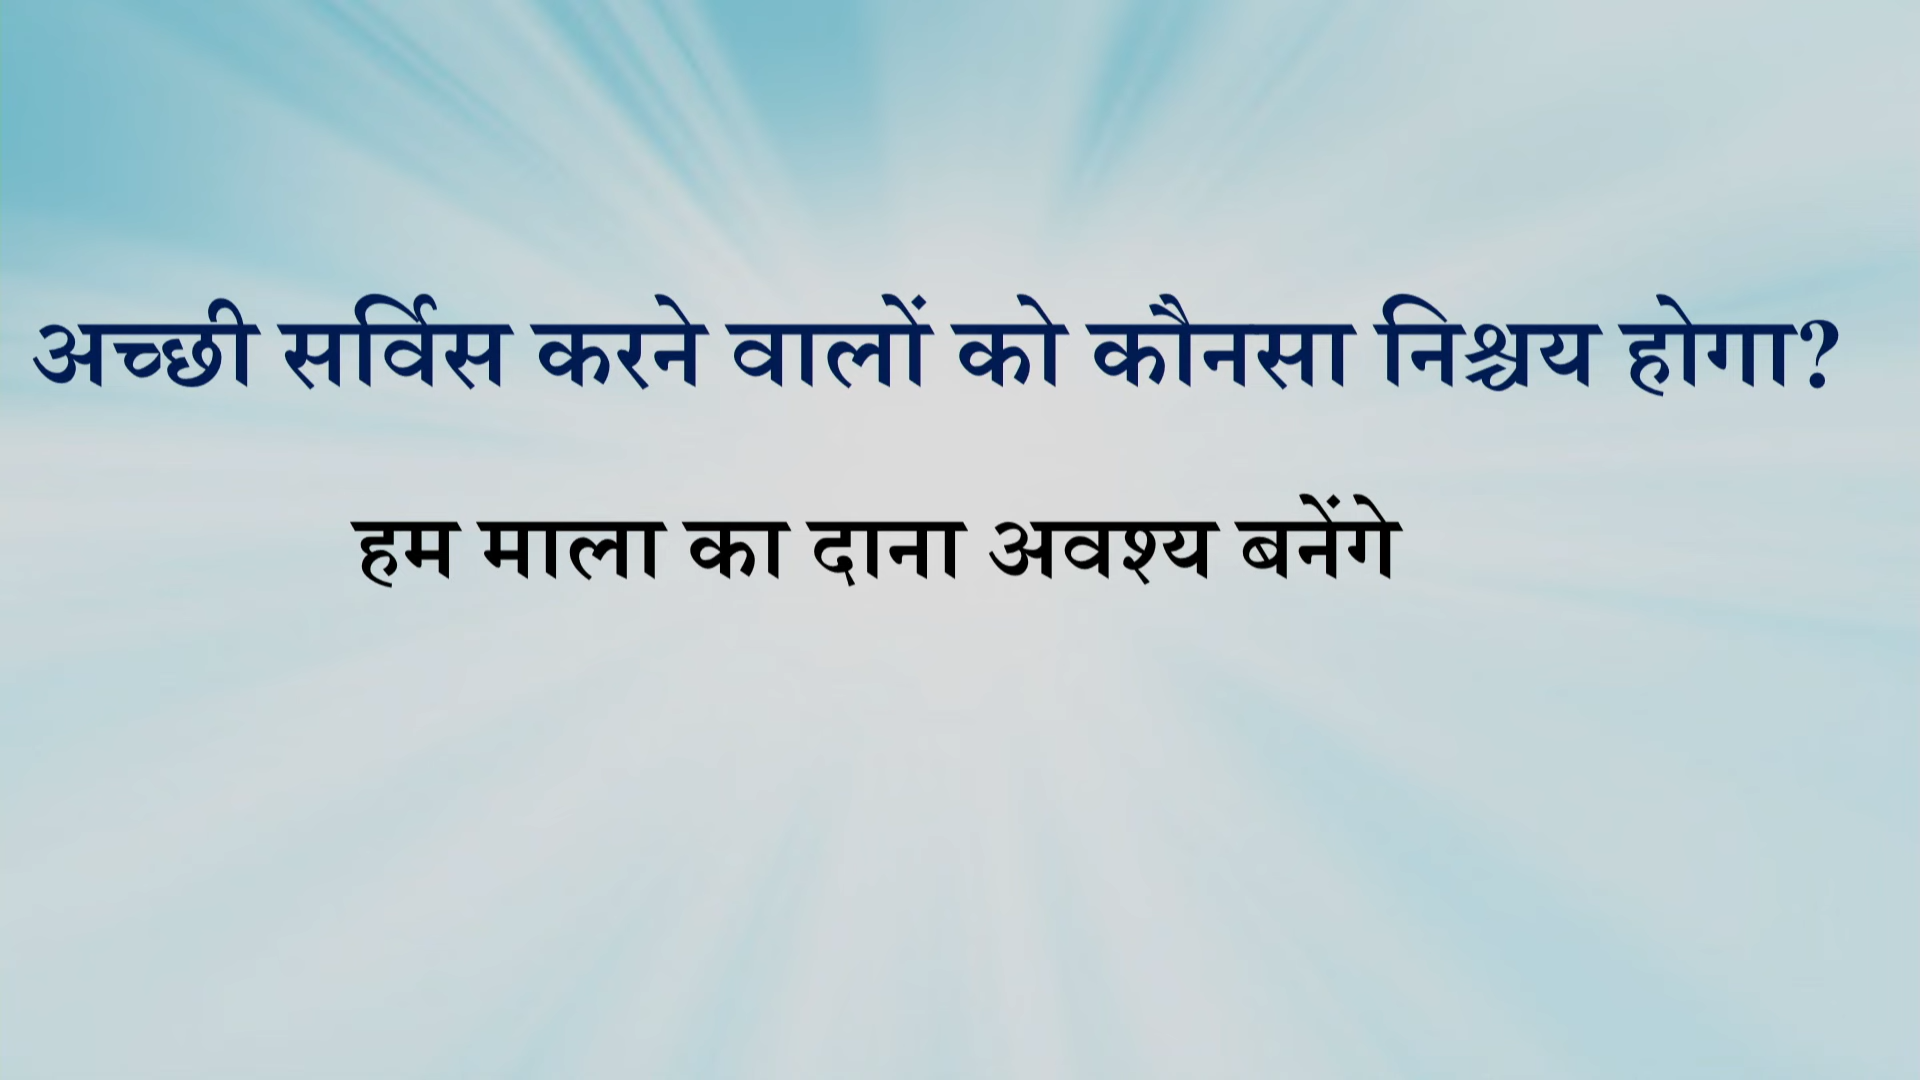 अच्छी सर्विस करने वालों को कौनसा निश्चय होगा?
हम माला का दाना अवश्य बनेंगे